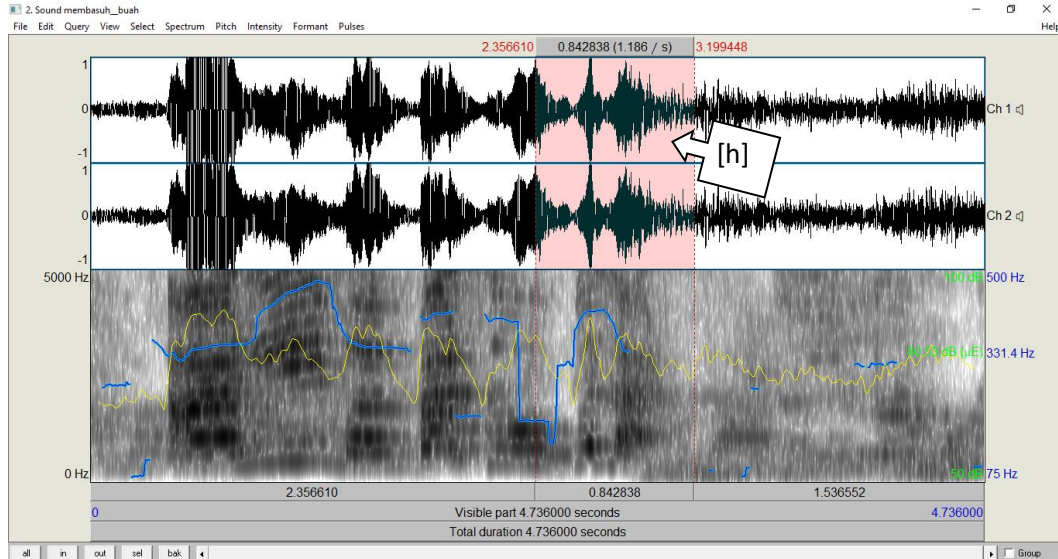 2. Sound membasuh__buah
File Edit Query View Select Spectrum Pitch Intensity Formant Pulses Help
2.356610 0.842838 (1.186 / s) 3.199448
1
0
-1
Ch 1
[h]
1
0
-1
Ch 2
5000 Hz 100 dB 500 Hz
dB (µE) 331.4 Hz
0 Hz 50 dB 75 Hz
2.356610 0.842838 1.536552
0 Visible part 4.736000 seconds 4.736000
Total duration 4.736000 seconds
all in out sel bak Group